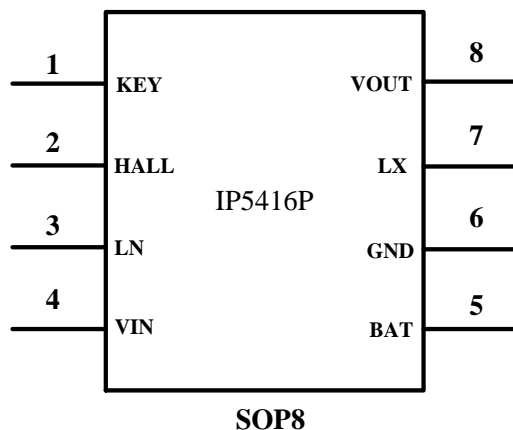 1 KEY VOUT 8
2 HALL LX 7
IP5416P
3 LN GND 6
4 VIN BAT 5
SOP8